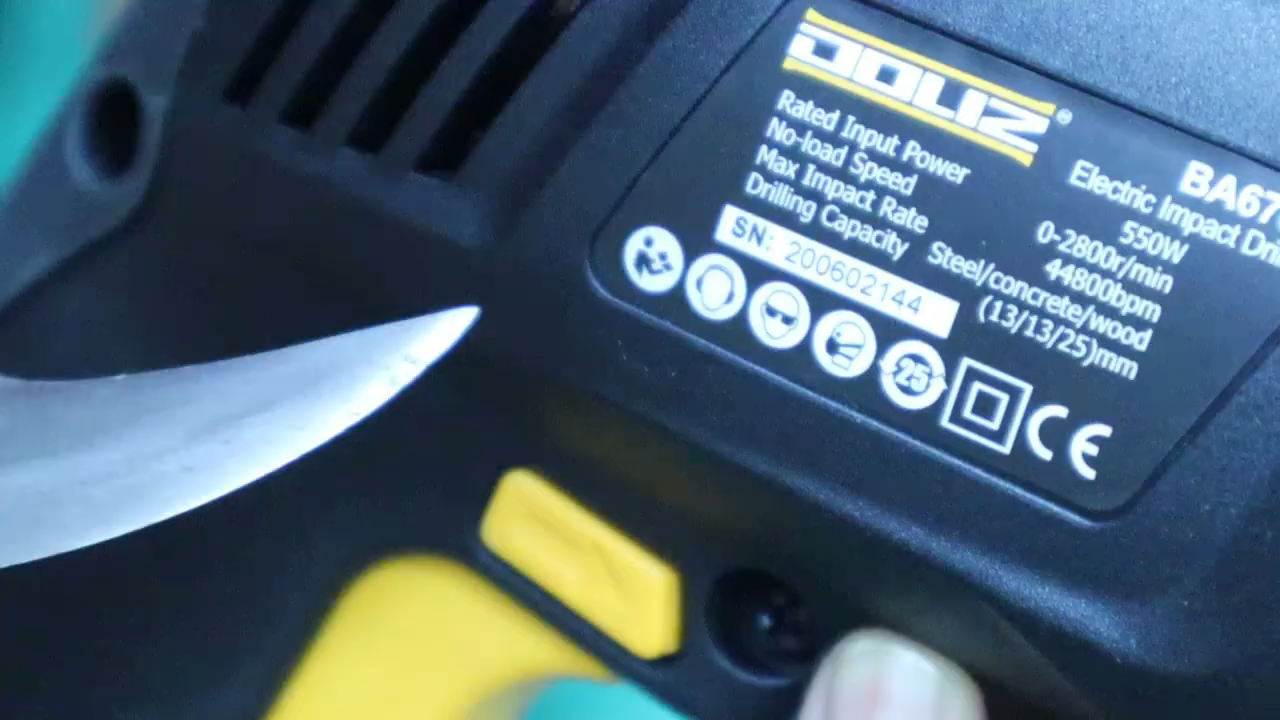 DOLIZ®
BA67
Electric Impact Dri
Rated Input Power 550W
No-load Speed 0-2800r/min
Max Impact Rate 44800bpm
Drilling Capacity Steel/concrete/wood
(13/13/25)mm
SN: 200602144
25
CE